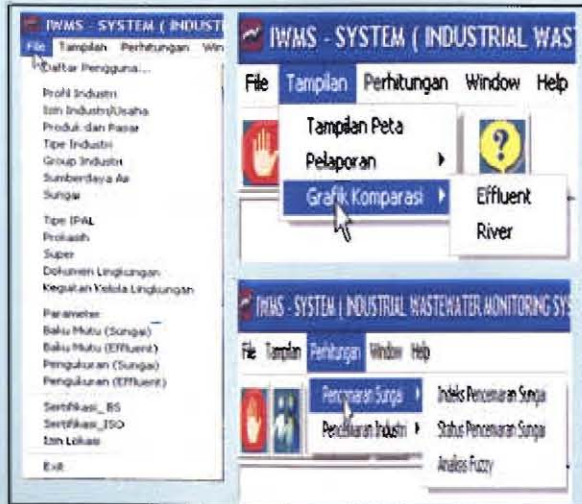 IWMS - SYSTEM ( INDUSTI
File Tampilan Perhitungan Win
Daftar Pengguna...
Profil Industri
Izin Industri/Usaha
Produk dan Pasar
Tipe Industri
Group Industri
Sumberdaya Air
Sungai
Tipe IPAL
Prokasih
Super
Dokumen Lingkungan
Kegiatan Kelola Lingkungan
Parameter
Baku Mutu (Sungai)
Baku Mutu (Effluent)
Pengukuran (Sungai)
Pengukuran (Effluent)
Sertifikasi_BS
Sertifikasi_ISO
Izin Lokasi
Exit
IWMS - SYSTEM ( INDUSTRIAL WAST
File Tampilan Perhitungan Window Help
Tampilan Peta
Pelaporan
Grafik Komparasi
Effluent
River
IWMS - SYSTEM ( INDUSTRIAL WASTEWATER MONITORING SYS
File Tampilan Perhitungan Window Help
Pencemaran Sungai
Pencemaran Industri
Indeks Pencemaran Sungai
Status Pencemaran Sungai
Analisis Fuzzy